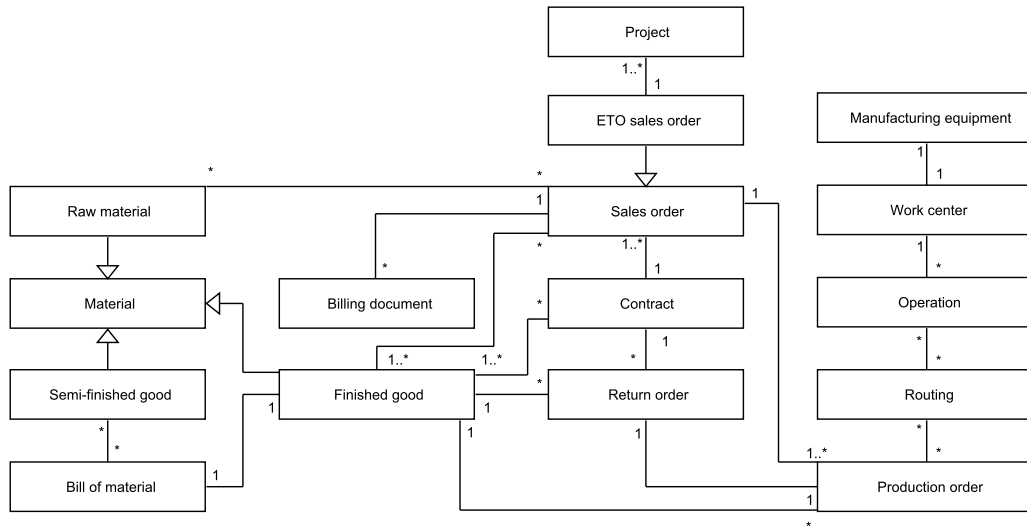 Project
1..*
1
ETO sales order
Manufacturing equipment
1
1
*
*
1
1
Raw material
Sales order
Work center
*
1..*
1
1
*
*
Material
Billing document
*
Contract
Operation
1
*
1..*
1..*
*
*
Semi-finished good
Finished good
*
Return order
Routing
1
1
*
1
1
*
*
1..*
*
1
Bill of material
Production order
1
*